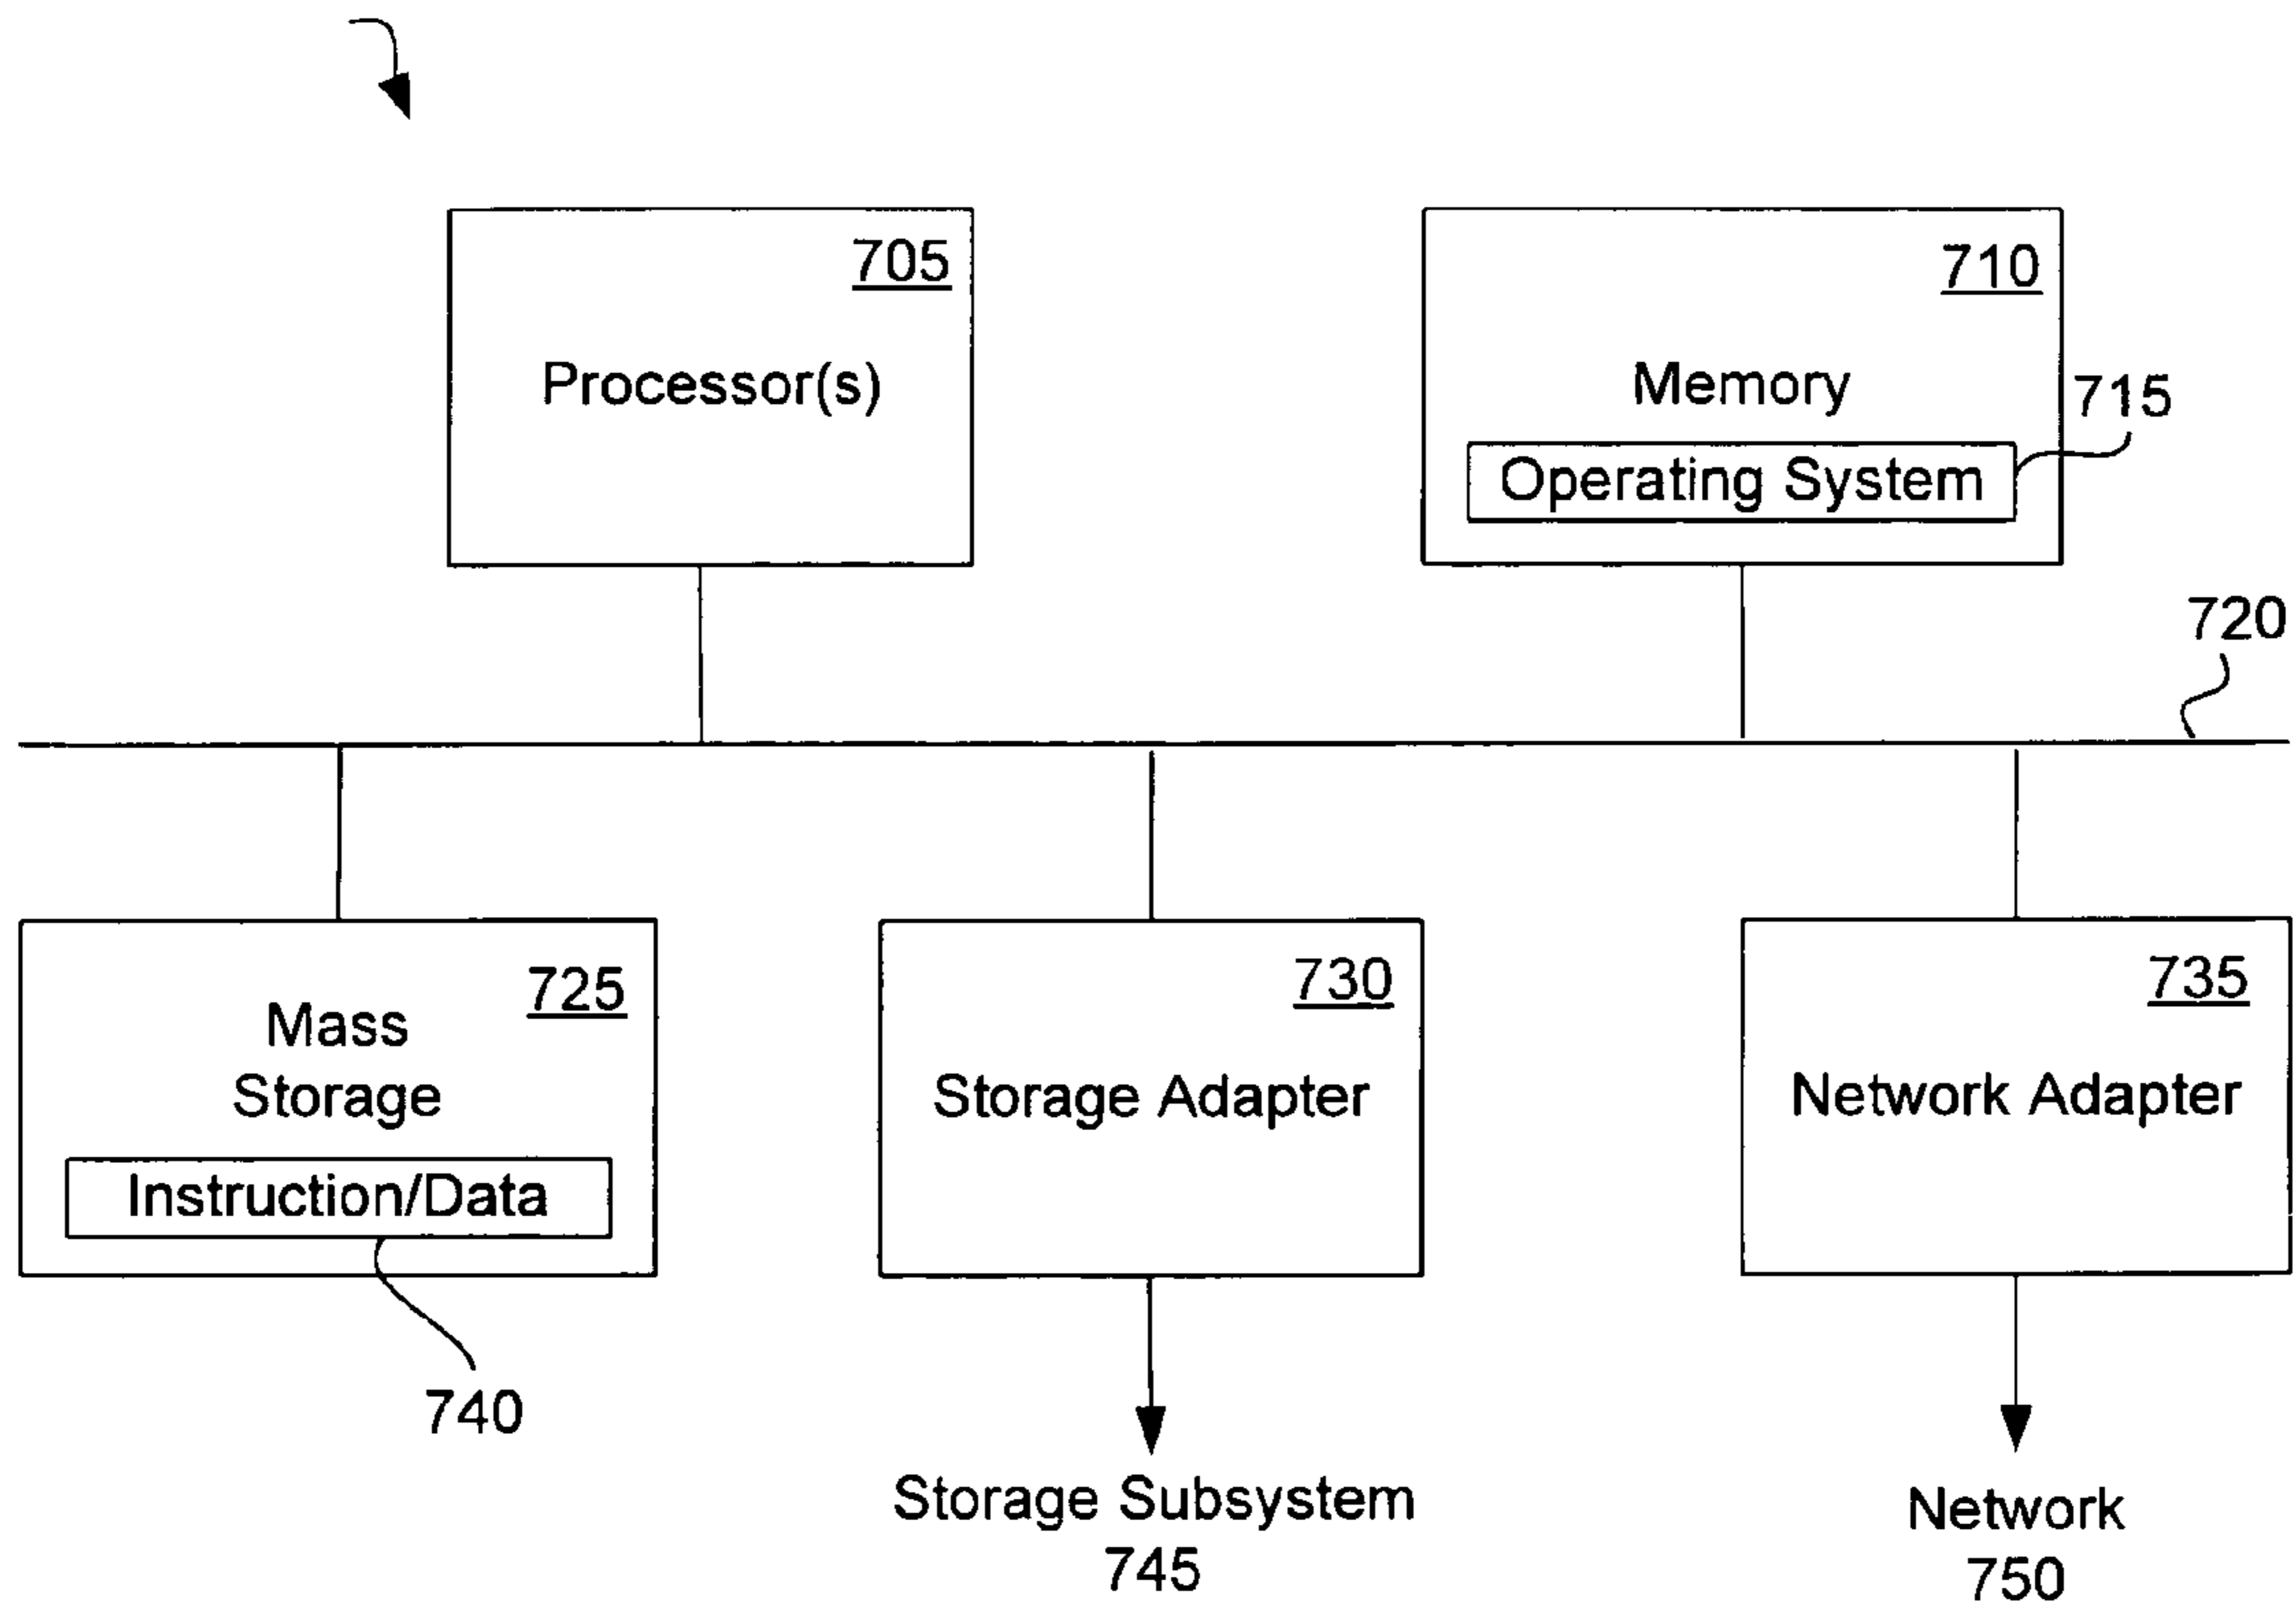 705
Processor(s)
710
Memory
715
Operating System
720
725
Mass
Storage
Instruction/Data
740
730
Storage Adapter
735
Network Adapter
Storage Subsystem
745
Network
750